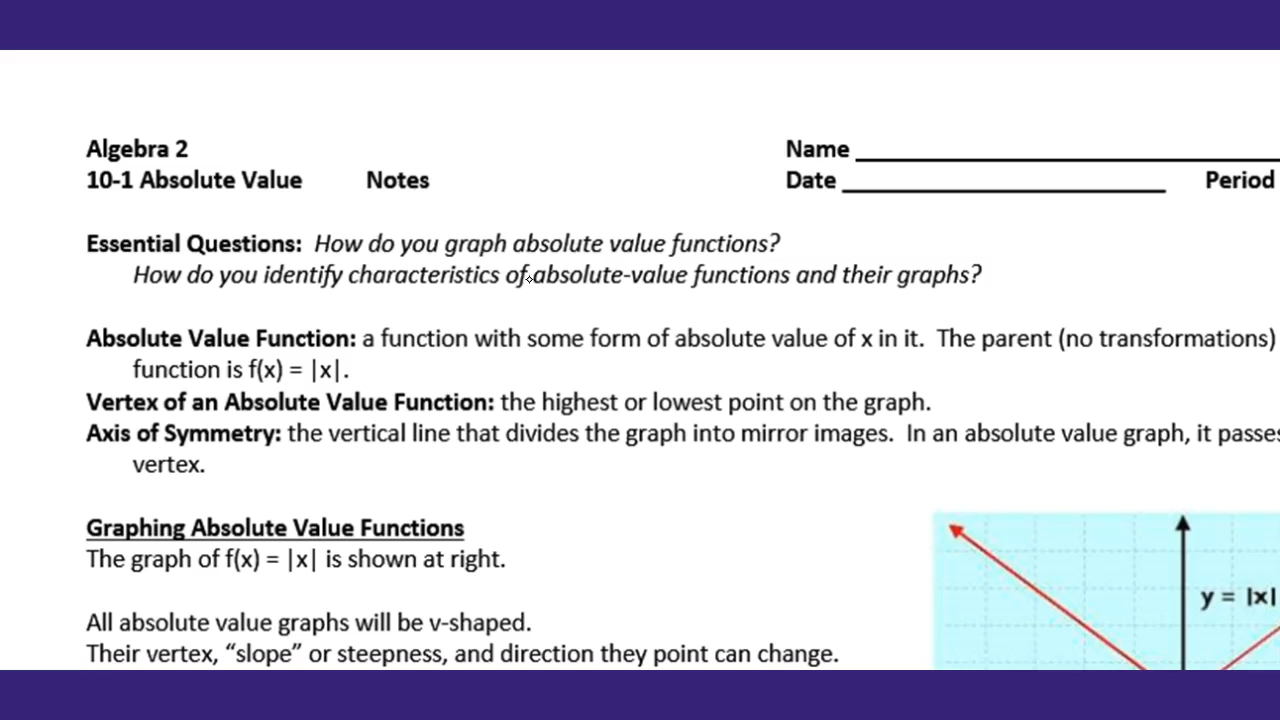 Algebra 2
Name
10-1 Absolute Value Notes
Date Period
Essential Questions: How do you graph absolute value functions?
How do you identify characteristics of absolute-value functions and their graphs?
Absolute Value Function: a function with some form of absolute value of x in it. The parent (no transformations)
function is f(x) = |x|.
Vertex of an Absolute Value Function: the highest or lowest point on the graph.
Axis of Symmetry: the vertical line that divides the graph into mirror images. In an absolute value graph, it passes
vertex.
Graphing Absolute Value Functions
The graph of f(x) = |x| is shown at right.
y = |x|
All absolute value graphs will be v-shaped.
Their vertex, “slope” or steepness, and direction they point can change.